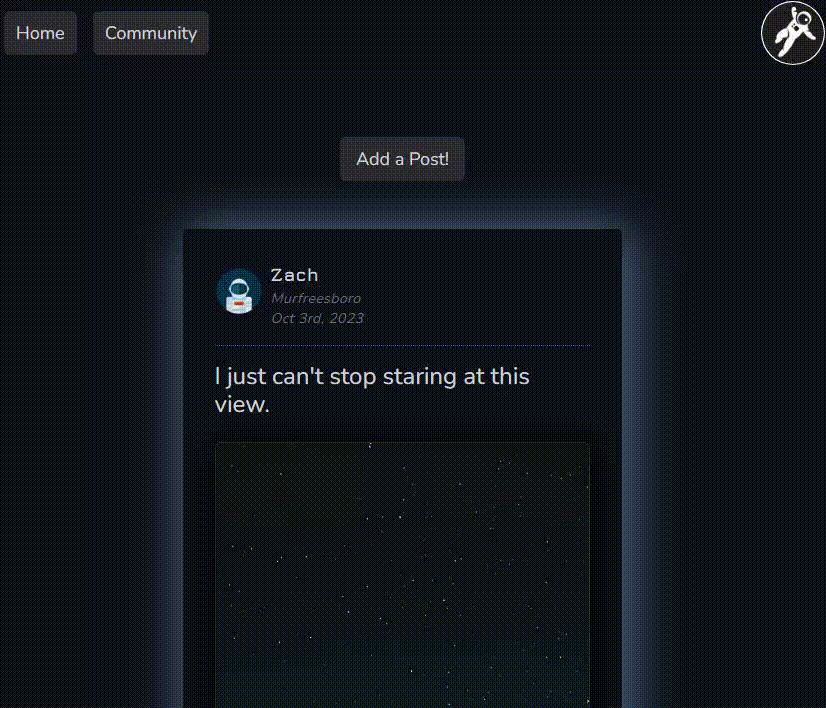 Home
Community
Add a Post!
Zach
Murfreesboro
Oct 3rd, 2023
I just can't stop staring at this
view.